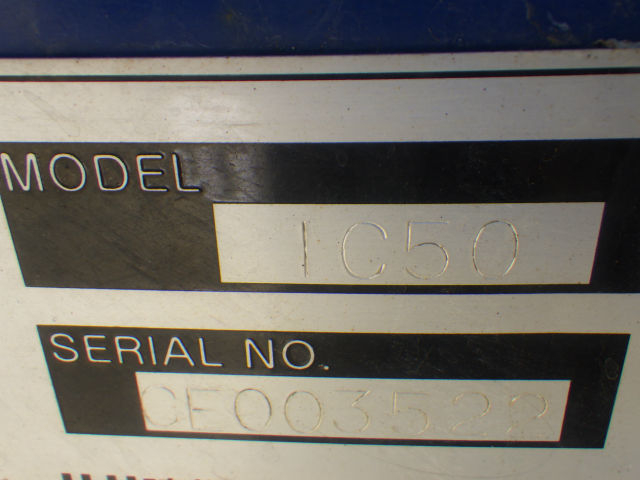 MODEL
IC50
SERIAL NO.
CE003522